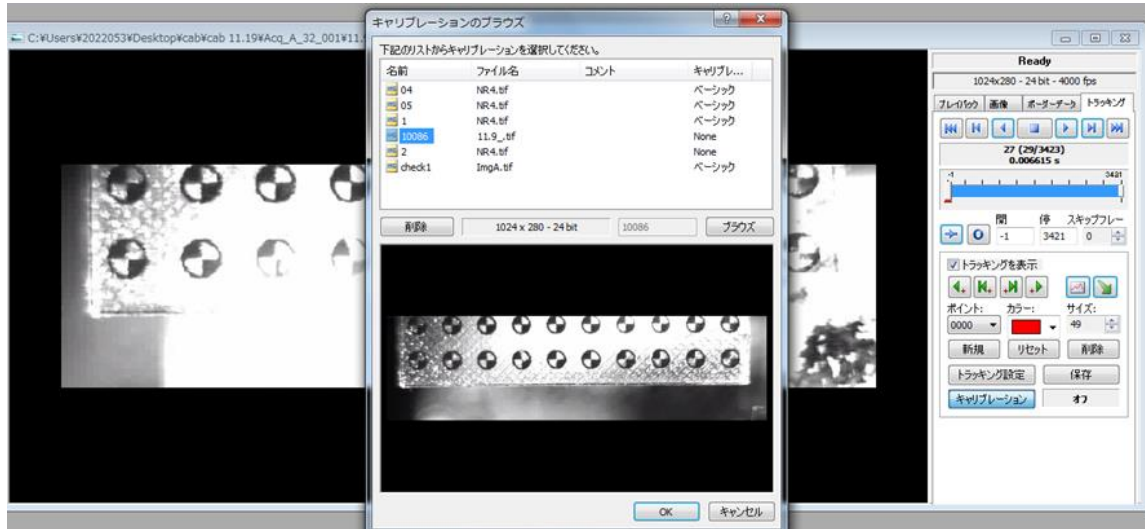 C:¥Users¥2022053¥Desktop¥cab¥cab 11.19¥Acq_A_32_001¥11.
キャリブレーションのブラウズ
下記のリストからキャリブレーションを選択してください。
名前 ファイル名 コメント キャリブレ...
04 NR4.tif ベーシック
05 NR4.tif ベーシック
1 NR4.tif ベーシック
10086 11.9_.tif None
2 NR4.tif None
check1 ImgA.tif ベーシック
削除 1024 x 280 - 24 bit 10086 ブラウズ
OK キャンセル
Ready
1024x280 - 24 bit - 4000 fps
プレイバック 画像 ボーダーデータ トラッキング
27 (29/3423)
0.006615 s
-1 3421
開 停 スキップフレー
-1 3421 0
トラッキングを表示
ポイント: カラー: サイズ:
0000 49
新規 リセット 削除
トラッキング設定 保存
キャリブレーション オフ